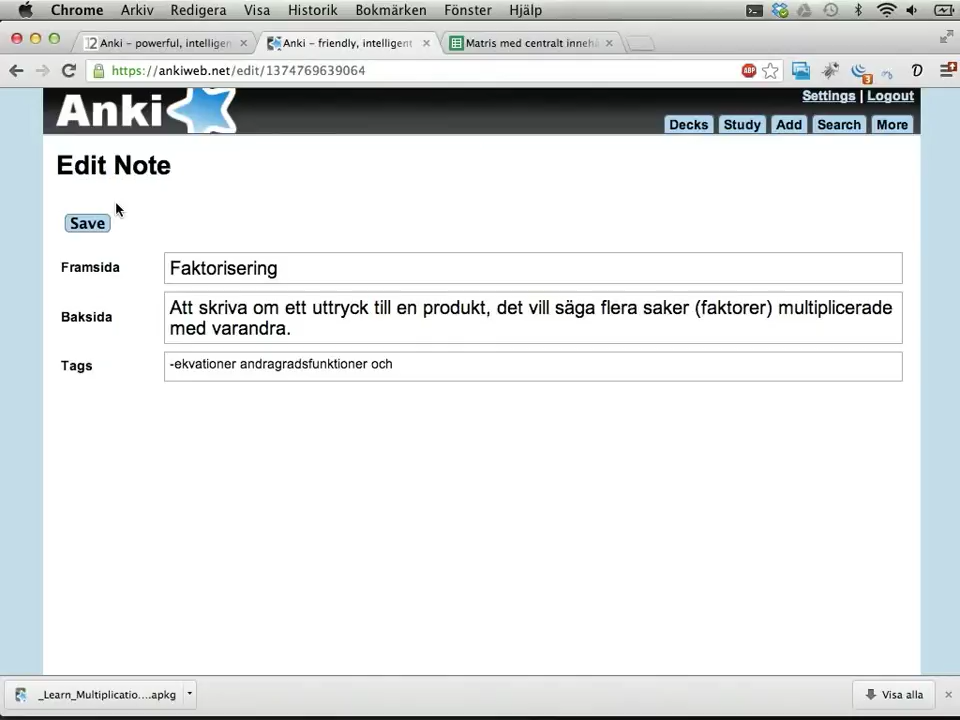 Chrome Arkiv Redigera Visa Historik Bokmärken Fönster Hjälp
Anki – powerful, intelligen
Anki – friendly, intelligent
Matris med centralt innehå
https://ankiweb.net/edit/1374769639064
ABP
3
D
Anki
Settings | Logout
Decks Study Add Search More
Edit Note
Save
Framsida
Faktorisering
Baksida
Att skriva om ett uttryck till en produkt, det vill säga flera saker (faktorer) multiplicerade
med varandra.
Tags
-ekvationer andragradsfunktioner och
_Learn_Multiplicatio....apkg
Visa alla